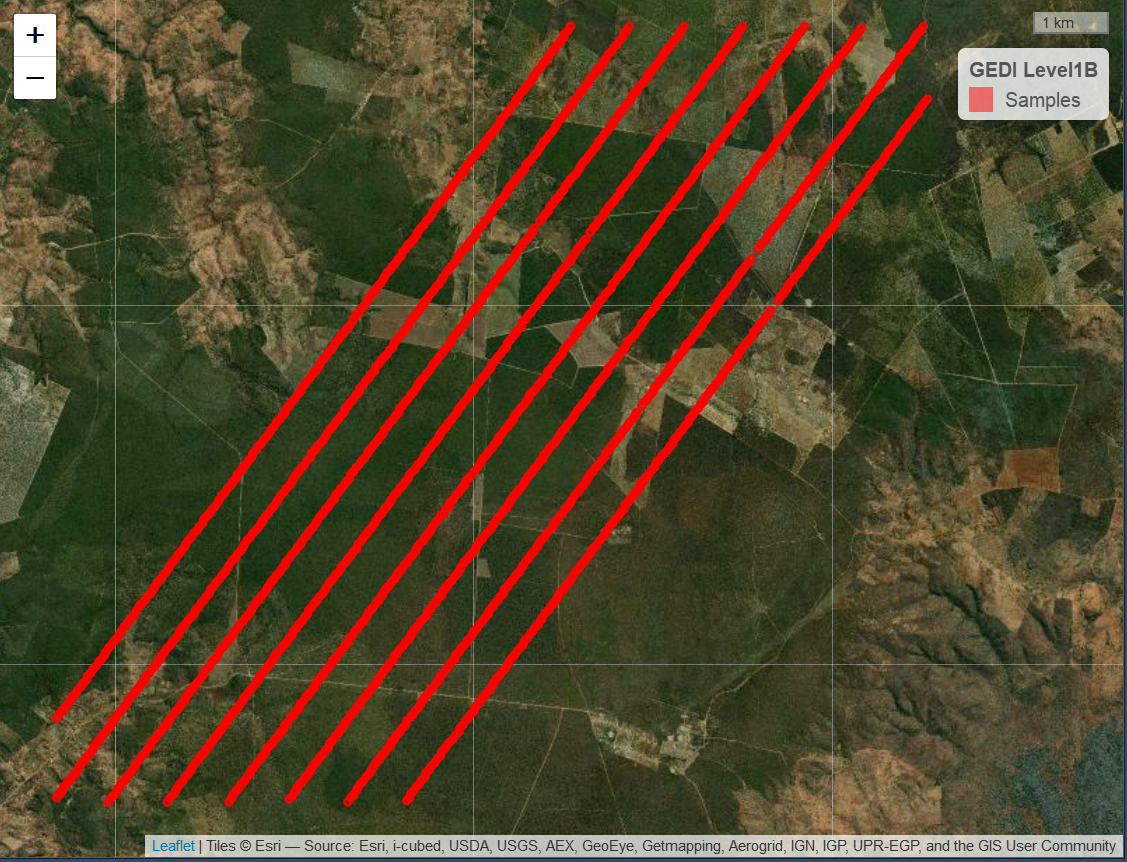 +
−
1 km
GEDI Level1B
Samples
Leaflet | Tiles © Esri — Source: Esri, i-cubed, USDA, USGS, AEX, GeoEye, Getmapping, Aerogrid, IGN, IGP, UPR-EGP, and the GIS User Community